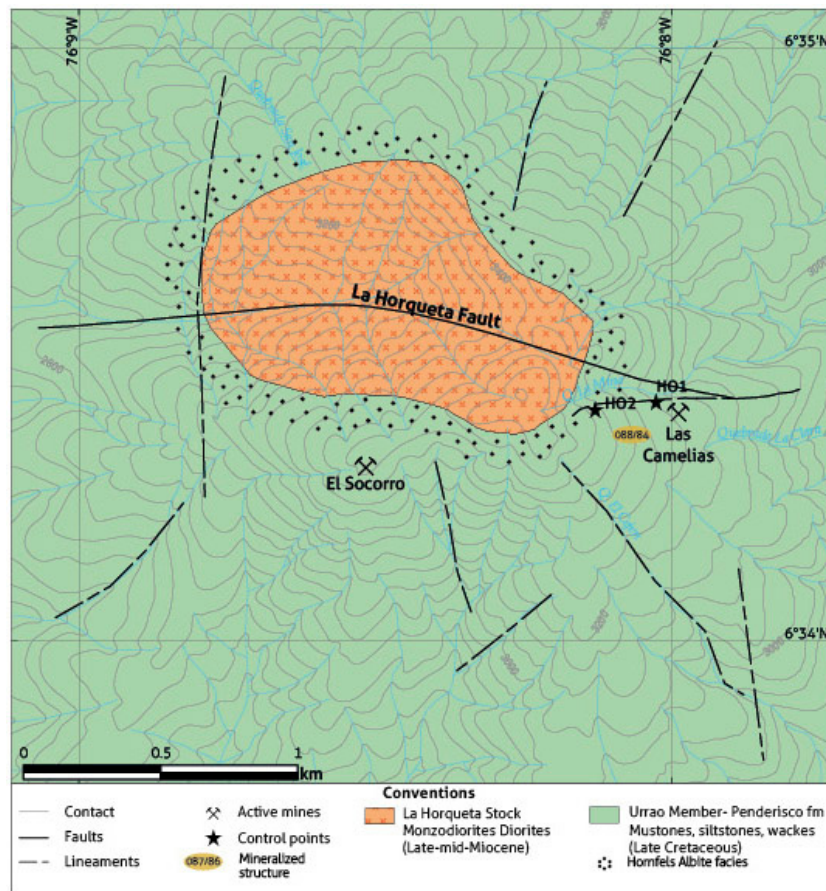 76°9'W
76°8'W
6°35'N
3000
3000
La Horqueta Fault
2800
HO1
HO2
088/84
Las
Camelias
El Socorro
6°34'N
3000
0 0.5 1
km
Conventions
Contact
Faults
Lineaments
Active mines
Control points
087/86
Mineralized
structure
La Horqueta Stock
Monzodiorites Diorites
(Late-mid-Miocene)
Urrao Member- Penderisco fm
Mustones, siltstones, wackes
(Late Cretaceous)
Hornfels Albite facies